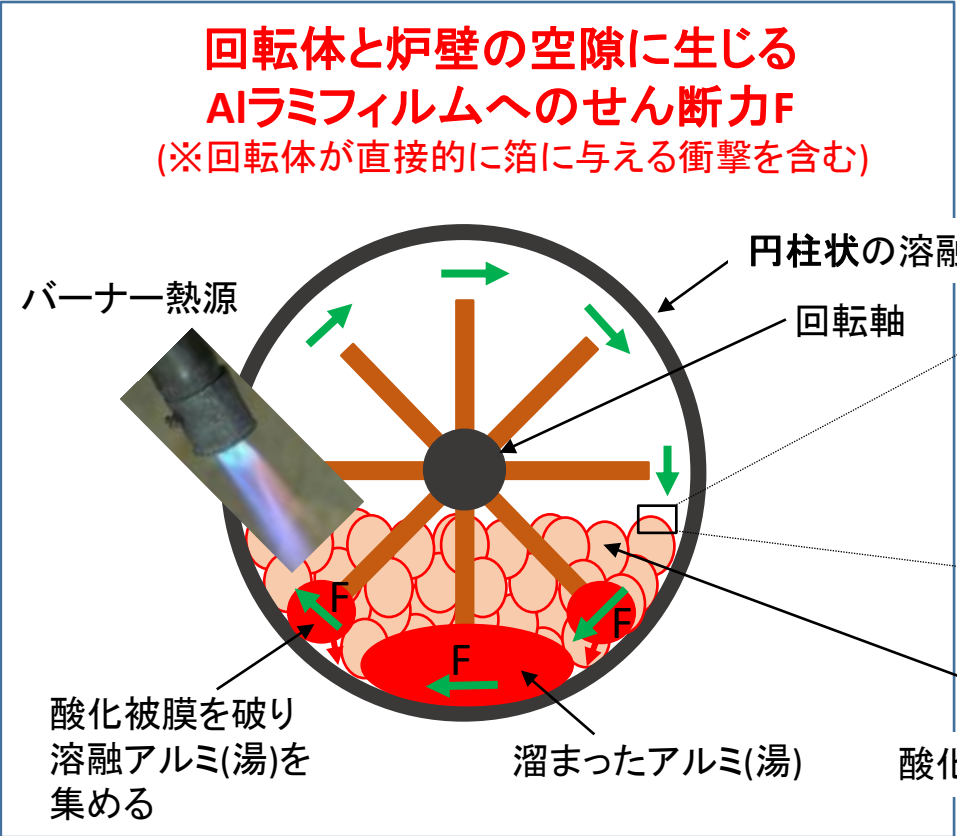 回転体と炉壁の空隙に生じる
Alラミフィルムへのせん断力F
(※回転体が直接的に箔に与える衝撃を含む)
円柱状の溶融
バーナー熱源
回転軸
F
F
F
酸化被膜を破り
溶融アルミ(湯)を
集める
溜まったアルミ(湯)
酸化